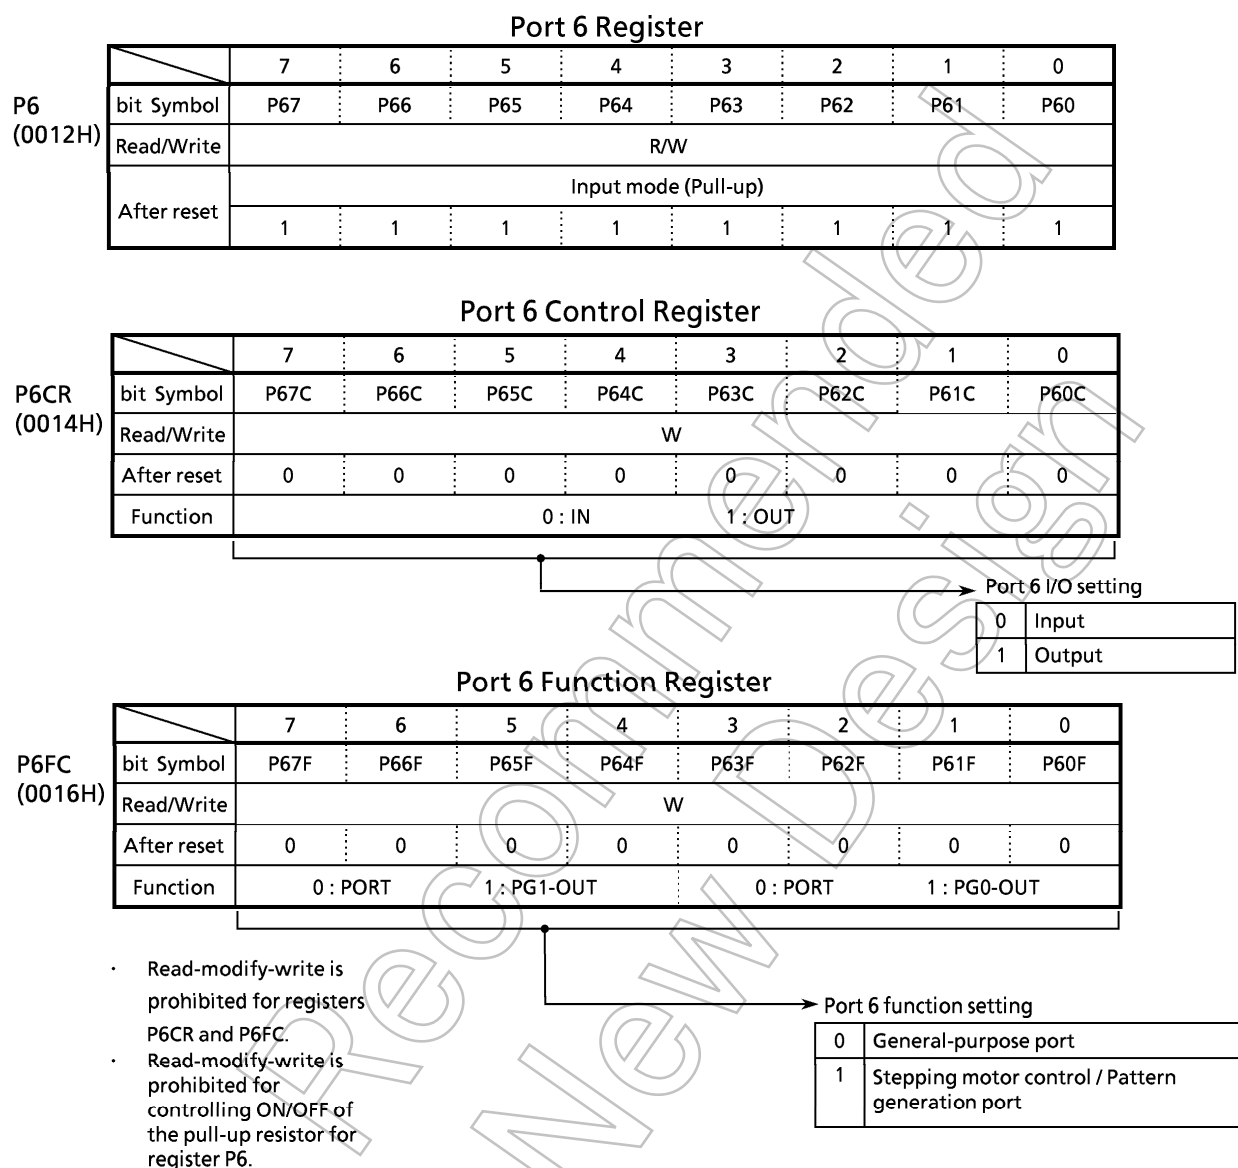 Port 6 Register
7 6 5 4 3 2 1 0
P6
(0012H)
bit Symbol P67 P66 P65 P64 P63 P62 P61 P60
Read/Write R/W
After reset Input mode (Pull-up)
1 1 1 1 1 1 1 1
Port 6 Control Register
7 6 5 4 3 2 1 0
P6CR
(0014H)
bit Symbol P67C P66C P65C P64C P63C P62C P61C P60C
Read/Write W
After reset 0 0 0 0 0 0 0 0
Function 0 : IN 1 : OUT
Port 6 I/O setting
0 Input
1 Output
Port 6 Function Register
7 6 5 4 3 2 1 0
P6FC
(0016H)
bit Symbol P67F P66F P65F P64F P63F P62F P61F P60F
Read/Write W
After reset 0 0 0 0 0 0 0 0
Function 0 : PORT 1 : PG1-OUT 0 : PORT 1 : PG0-OUT
· Read-modify-write is
prohibited for registers
P6CR and P6FC.
· Read-modify-write is
prohibited for
controlling ON/OFF of
the pull-up resistor for
register P6.
Port 6 function setting
0 General-purpose port
1 Stepping motor control / Pattern
generation port
Recommended
New Design